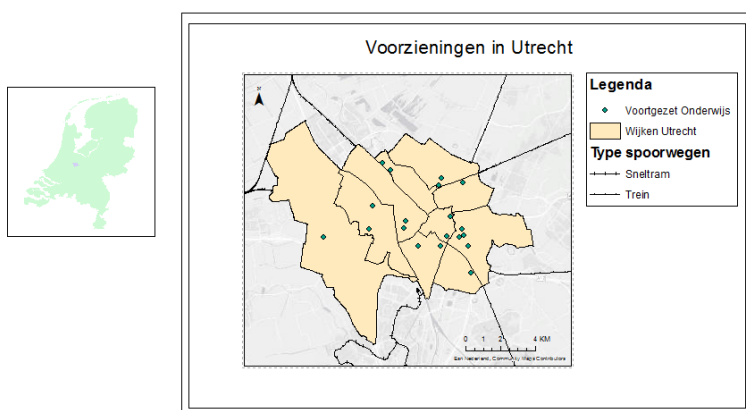 Voorzieningen in Utrecht
N
Legenda
Voortgezet Onderwijs
Wijken Utrecht
Type spoorwegen
Sneltram
Trein
0 1 2 4 KM
Esri Nederland, Community Maps Contributors